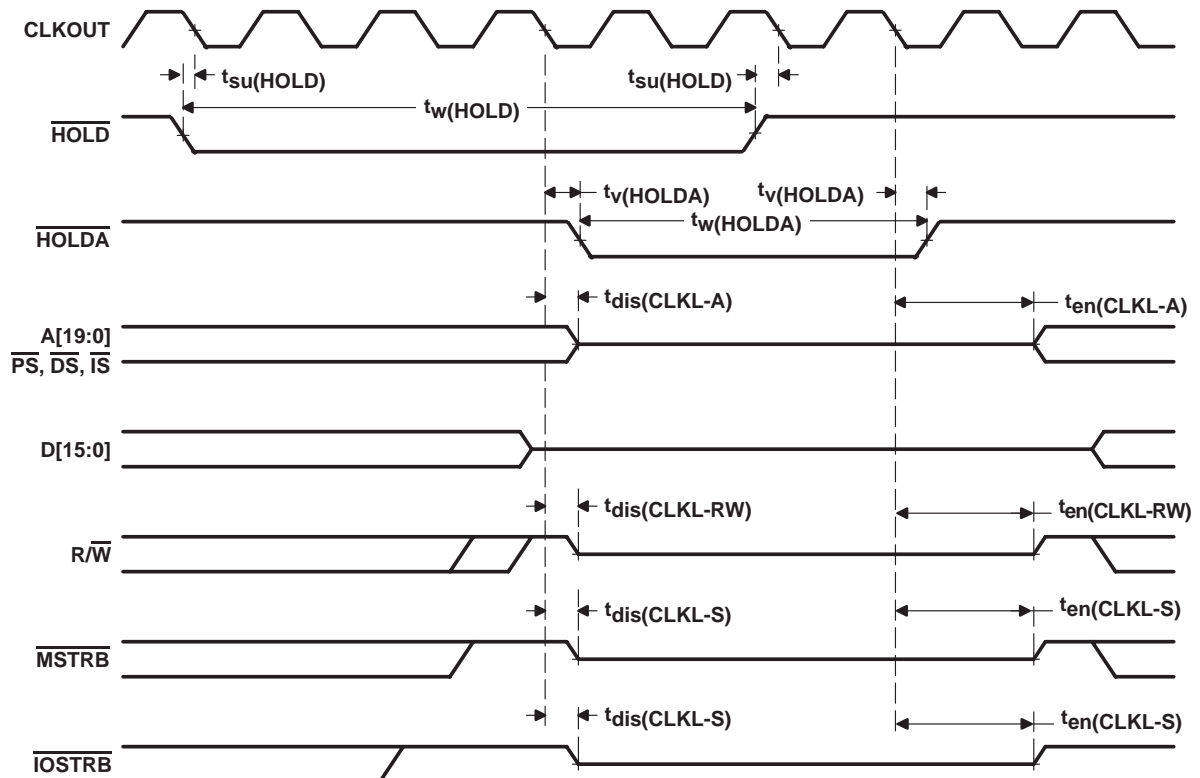 CLKOUT
tsu(HOLD)
tsu(HOLD)
tw(HOLD)
HOLD
tv(HOLDA)
tv(HOLDA)
tw(HOLDA)
HOLDA
tdis(CLKL-A)
ten(CLKL-A)
A[19:0]
PS, DS, IS
D[15:0]
tdis(CLKL-RW)
ten(CLKL-RW)
R/W
tdis(CLKL-S)
ten(CLKL-S)
MSTRB
tdis(CLKL-S)
ten(CLKL-S)
IOSTRB